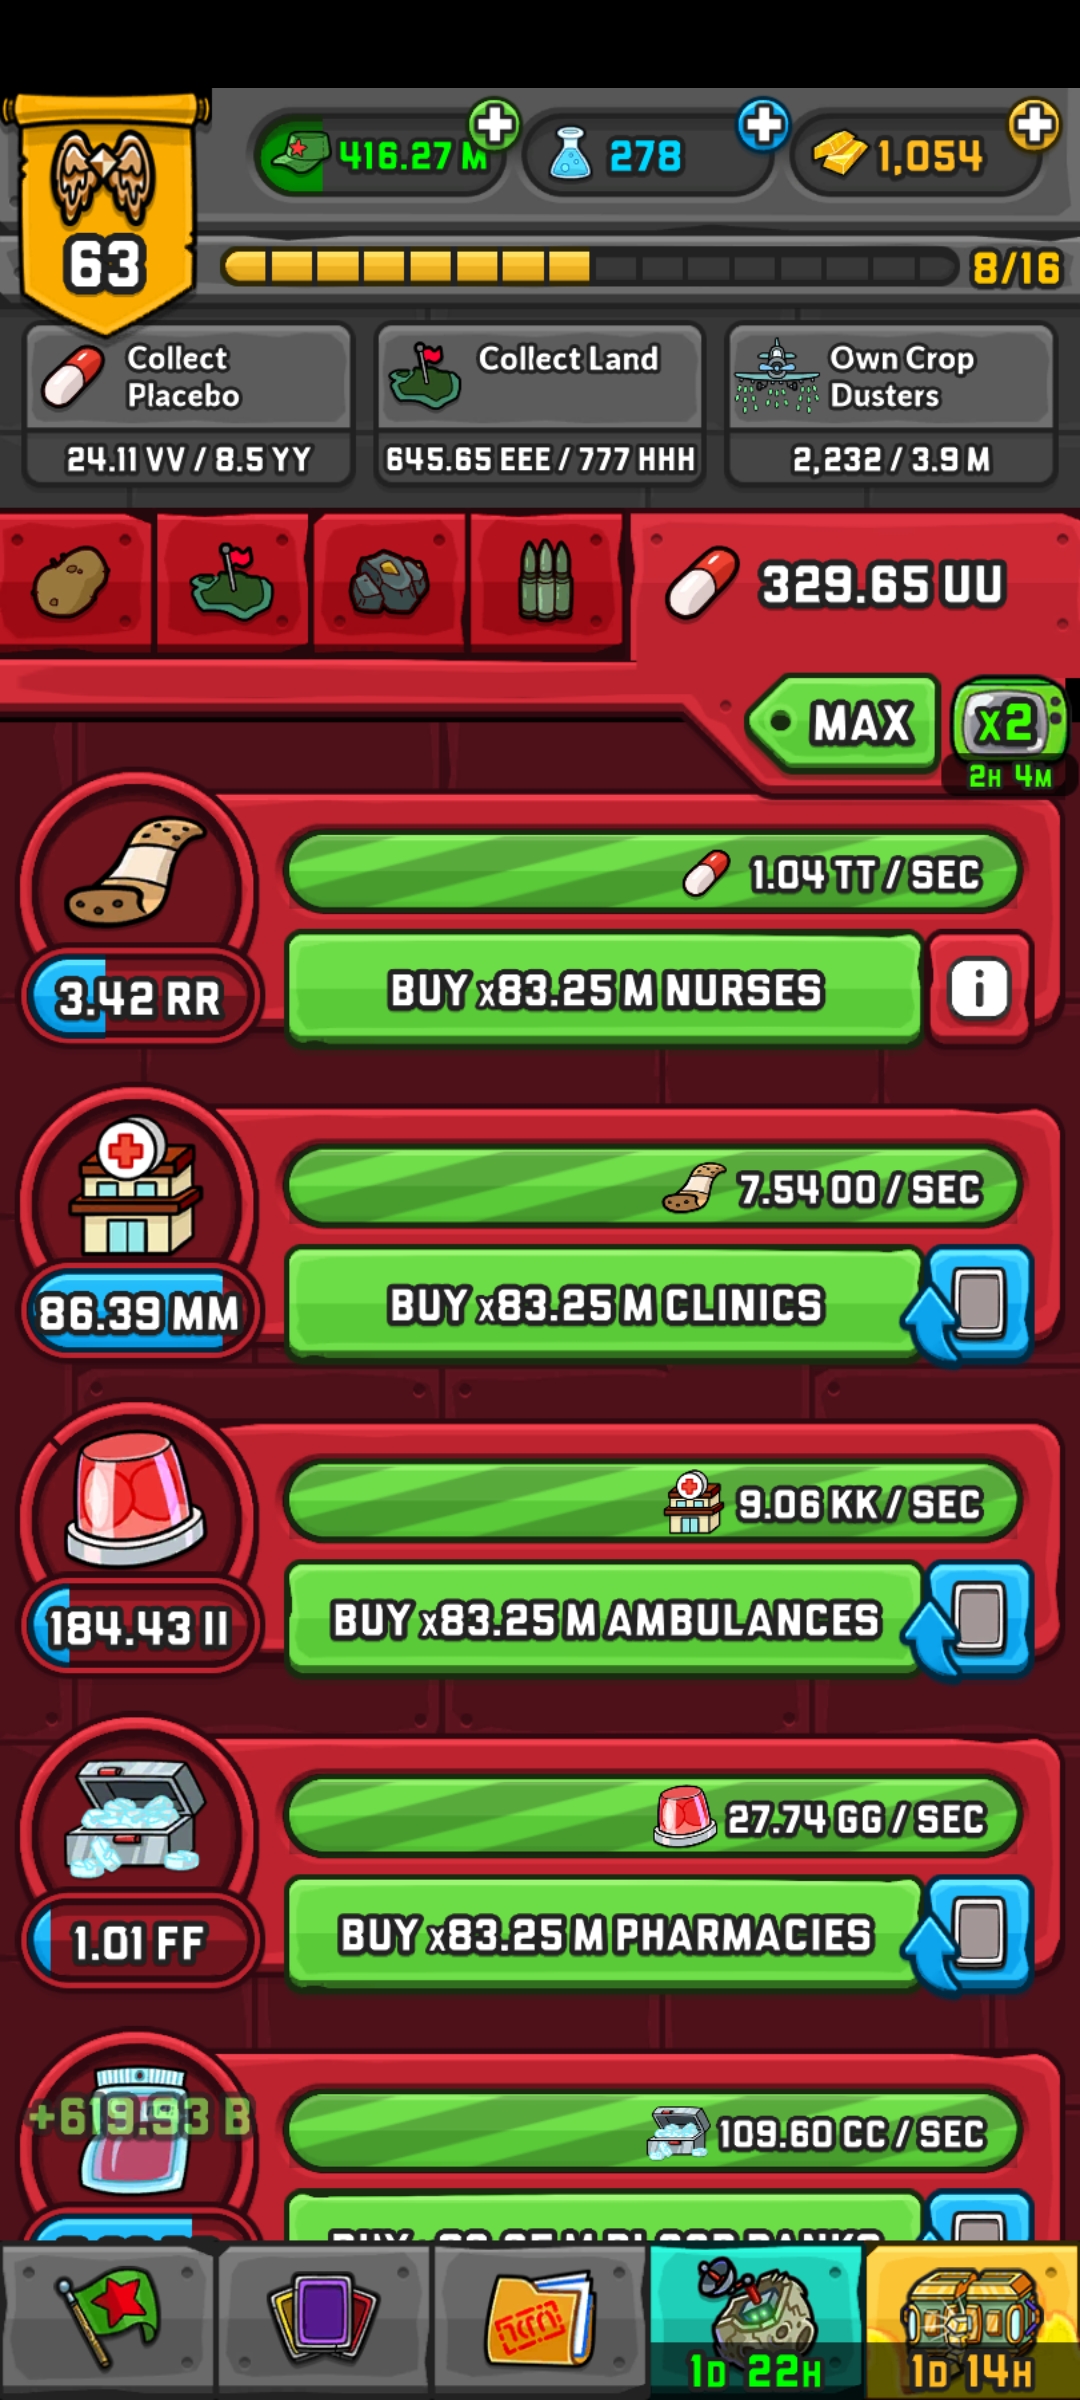 416.27 M
278
1,054
63
8/16
Collect
Placebo
Collect Land
Own Crop
Dusters
24.11 VV / 8.5 YY
645.65 EEE / 777 HHH
2,232 / 3.9 M
329.65 UU
MAX
x2
2H 4M
1.04 TT / SEC
3.42 RR
BUY x83.25 M NURSES
i
7.54 OO / SEC
86.39 MM
BUY x83.25 M CLINICS
9.06 KK / SEC
184.43 II
BUY x83.25 M AMBULANCES
27.74 GG / SEC
1.01 FF
BUY x83.25 M PHARMACIES
+619.93 B
109.60 CC / SEC
1D 22H
1D 14H